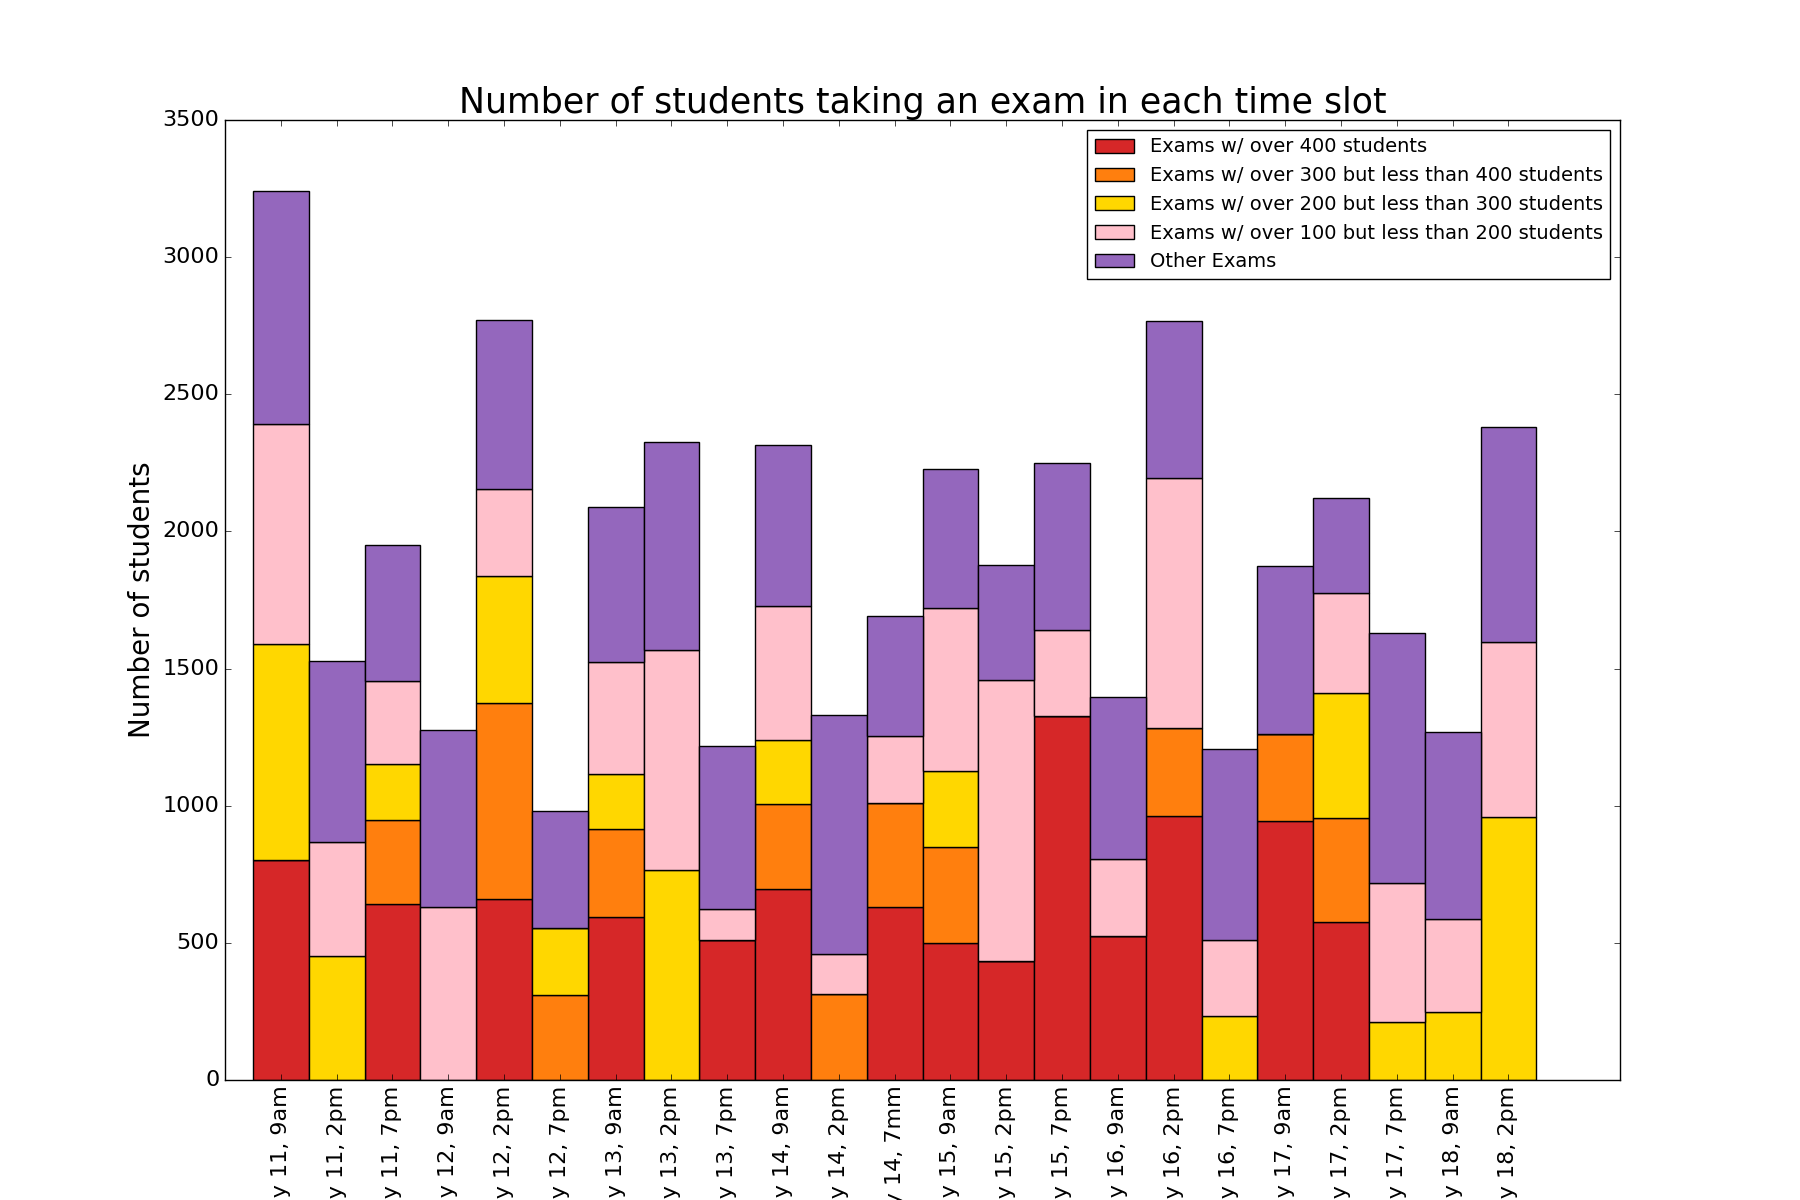 Number of students taking an exam in each time slot
Number of students
3500
3000
2500
2000
1500
1000
500
0
Exams w/ over 400 students
Exams w/ over 300 but less than 400 students
Exams w/ over 200 but less than 300 students
Exams w/ over 100 but less than 200 students
Other Exams
y 11, 9am
y 11, 2pm
y 11, 7pm
y 12, 9am
y 12, 2pm
y 12, 7pm
y 13, 9am
y 13, 2pm
y 13, 7pm
y 14, 9am
y 14, 2pm
y 14, 7mm
y 15, 9am
y 15, 2pm
y 15, 7pm
y 16, 9am
y 16, 2pm
y 16, 7pm
y 17, 9am
y 17, 2pm
y 17, 7pm
y 18, 9am
y 18, 2pm